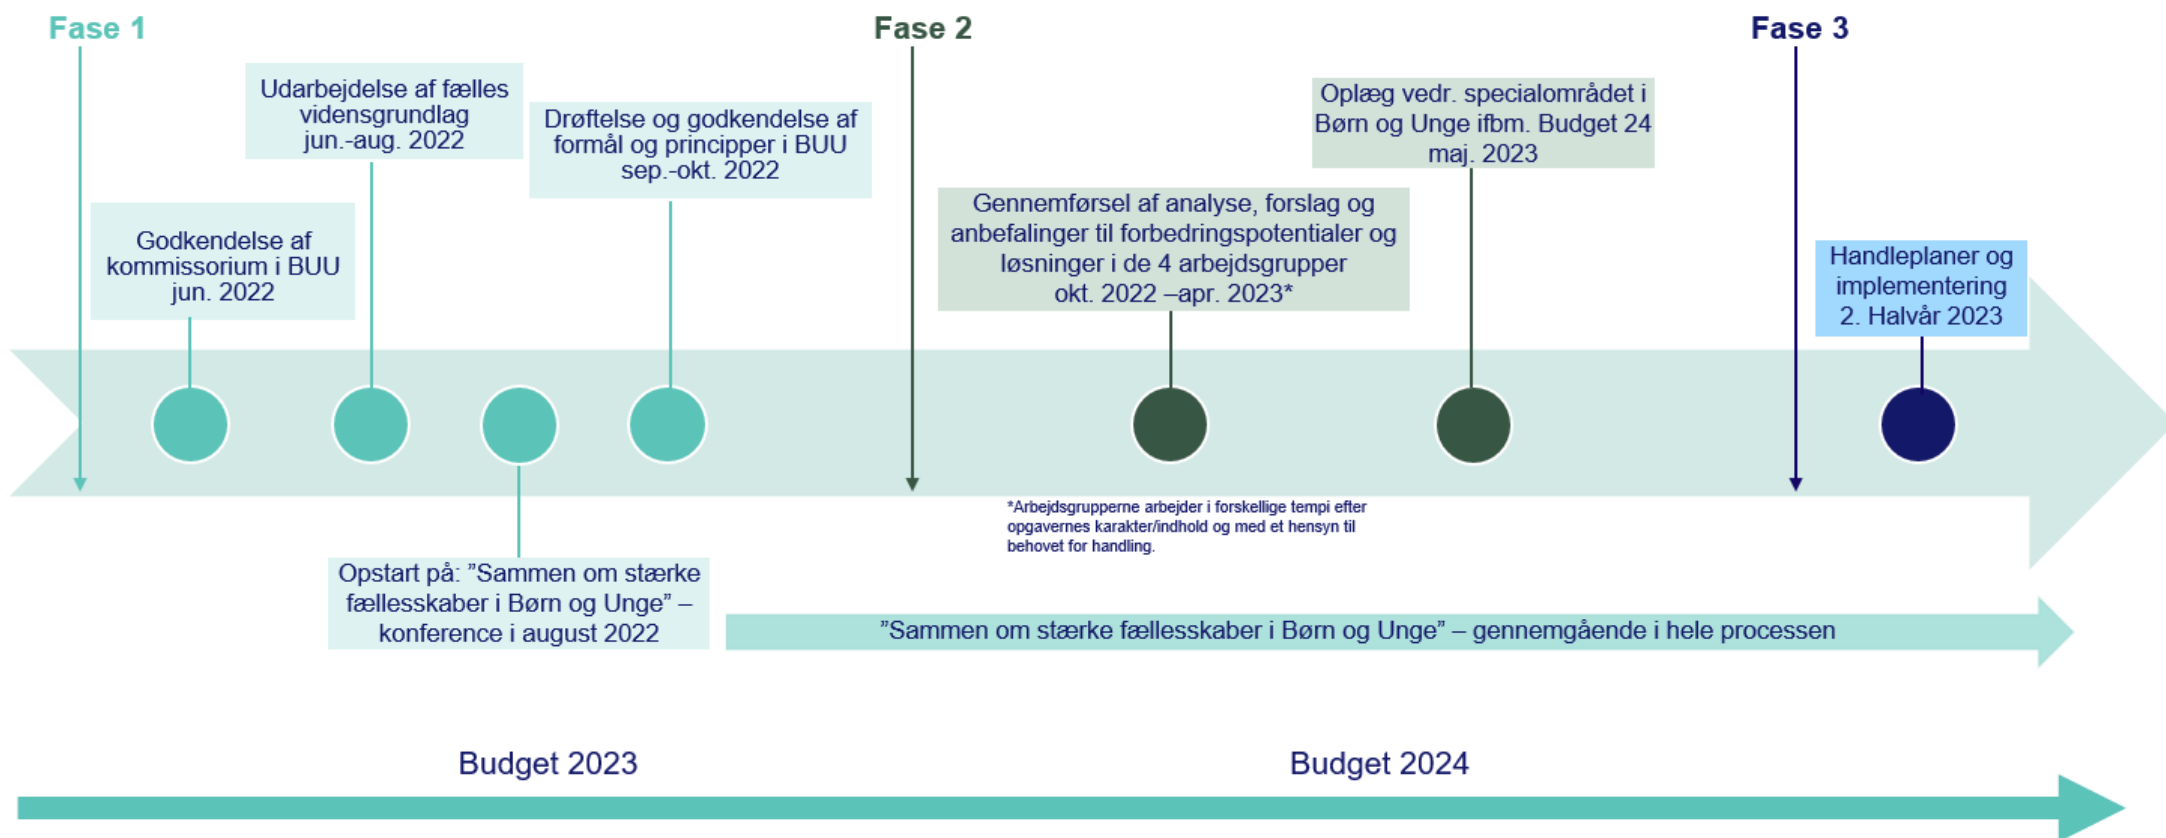 Fase 1
Fase 2
Fase 3
Godkendelse af
kommissorium i BUU
jun. 2022
Udarbejdelse af fælles
vidensgrundlag
jun.-aug. 2022
Drøftelse og godkendelse af
formål og principper i BUU
sep.-okt. 2022
Gennemførsel af analyse, forslag og
anbefalinger til forbedringspotentialer og
løsninger i de 4 arbejdsgrupper
okt. 2022 –apr. 2023*
Oplæg vedr. specialområdet i
Børn og Unge ifbm. Budget 24
maj. 2023
Handleplaner og
implementering
2. Halvår 2023
*Arbejdsgrupperne arbejder i forskellige tempi efter
opgavernes karakter/indhold og med et hensyn til
behovet for handling.
Opstart på: ”Sammen om stærke
fællesskaber i Børn og Unge” –
konference i august 2022
”Sammen om stærke fællesskaber i Børn og Unge” – gennemgående i hele processen
Budget 2023
Budget 2024